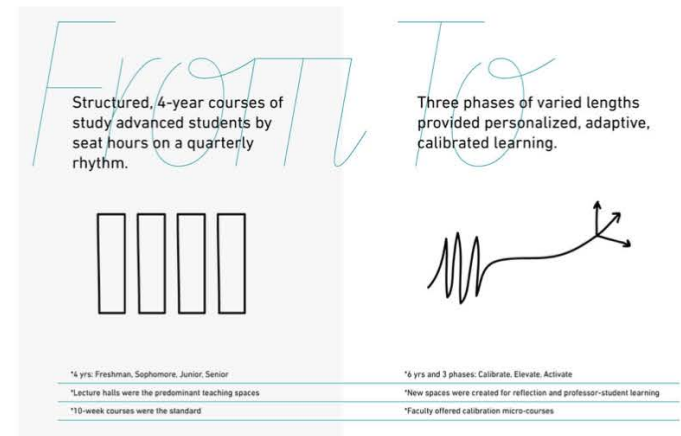 From
Structured, 4-year courses of
study advanced students by
seat hours on a quarterly
rhythm.
*4 yrs: Freshman, Sophomore, Junior, Senior
*Lecture halls were the predominant teaching spaces
*10-week courses were the standard
To
Three phases of varied lengths
provided personalized, adaptive,
calibrated learning.
*6 yrs and 3 phases: Calibrate, Elevate, Activate
*New spaces were created for reflection and professor-student learning
*Faculty offered calibration micro-courses